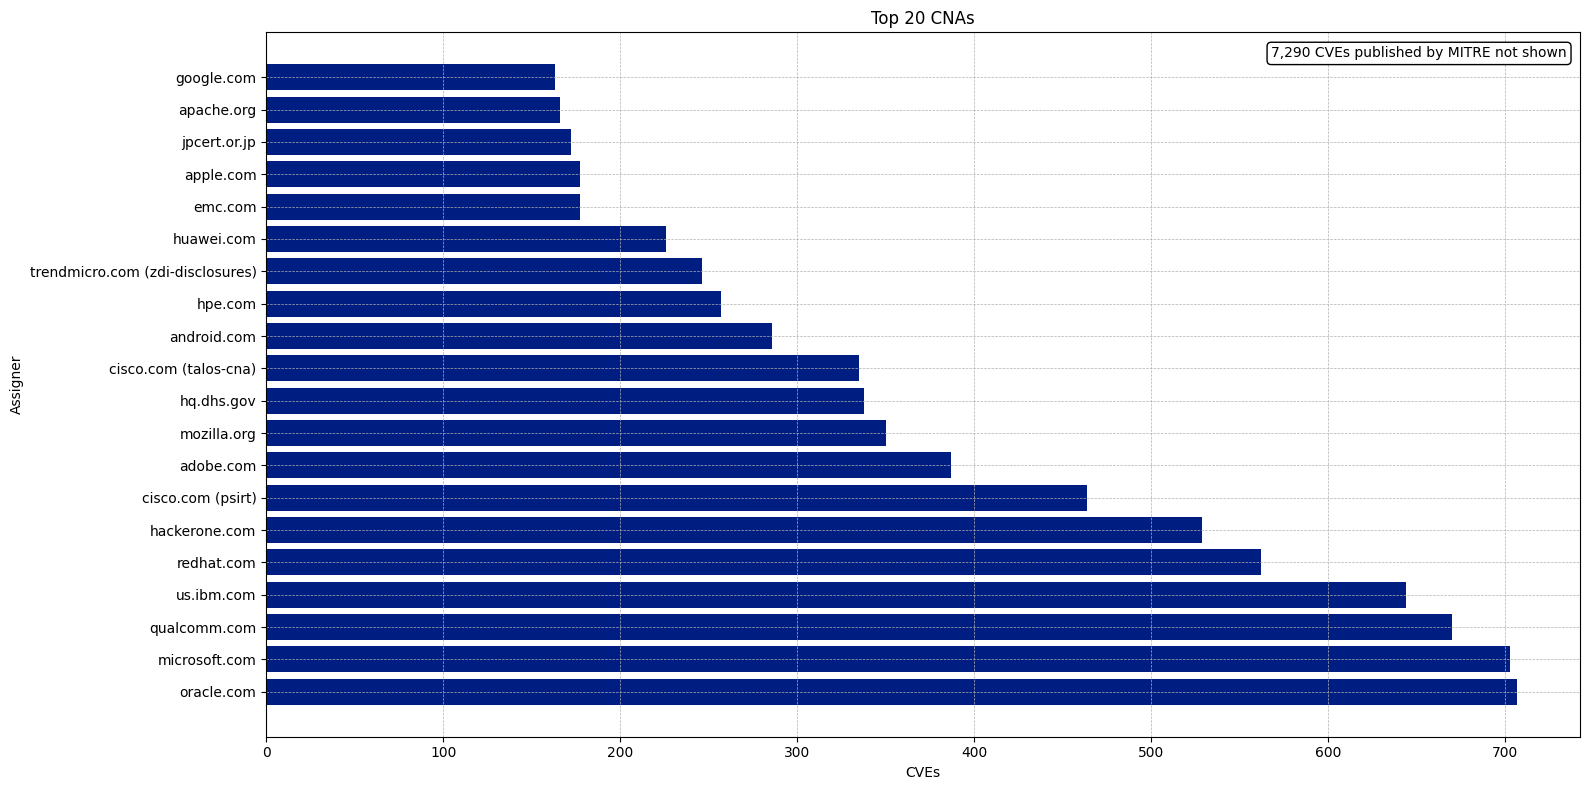 Top 20 CNAs
7,290 CVEs published by MITRE not shown
google.com
apache.org
jpcert.or.jp
apple.com
emc.com
huawei.com
trendmicro.com (zdi-disclosures)
hpe.com
android.com
cisco.com (talos-cna)
hq.dhs.gov
mozilla.org
adobe.com
cisco.com (psirt)
hackerone.com
redhat.com
us.ibm.com
qualcomm.com
microsoft.com
oracle.com
Assigner
0 100 200 300 400 500 600 700
CVEs